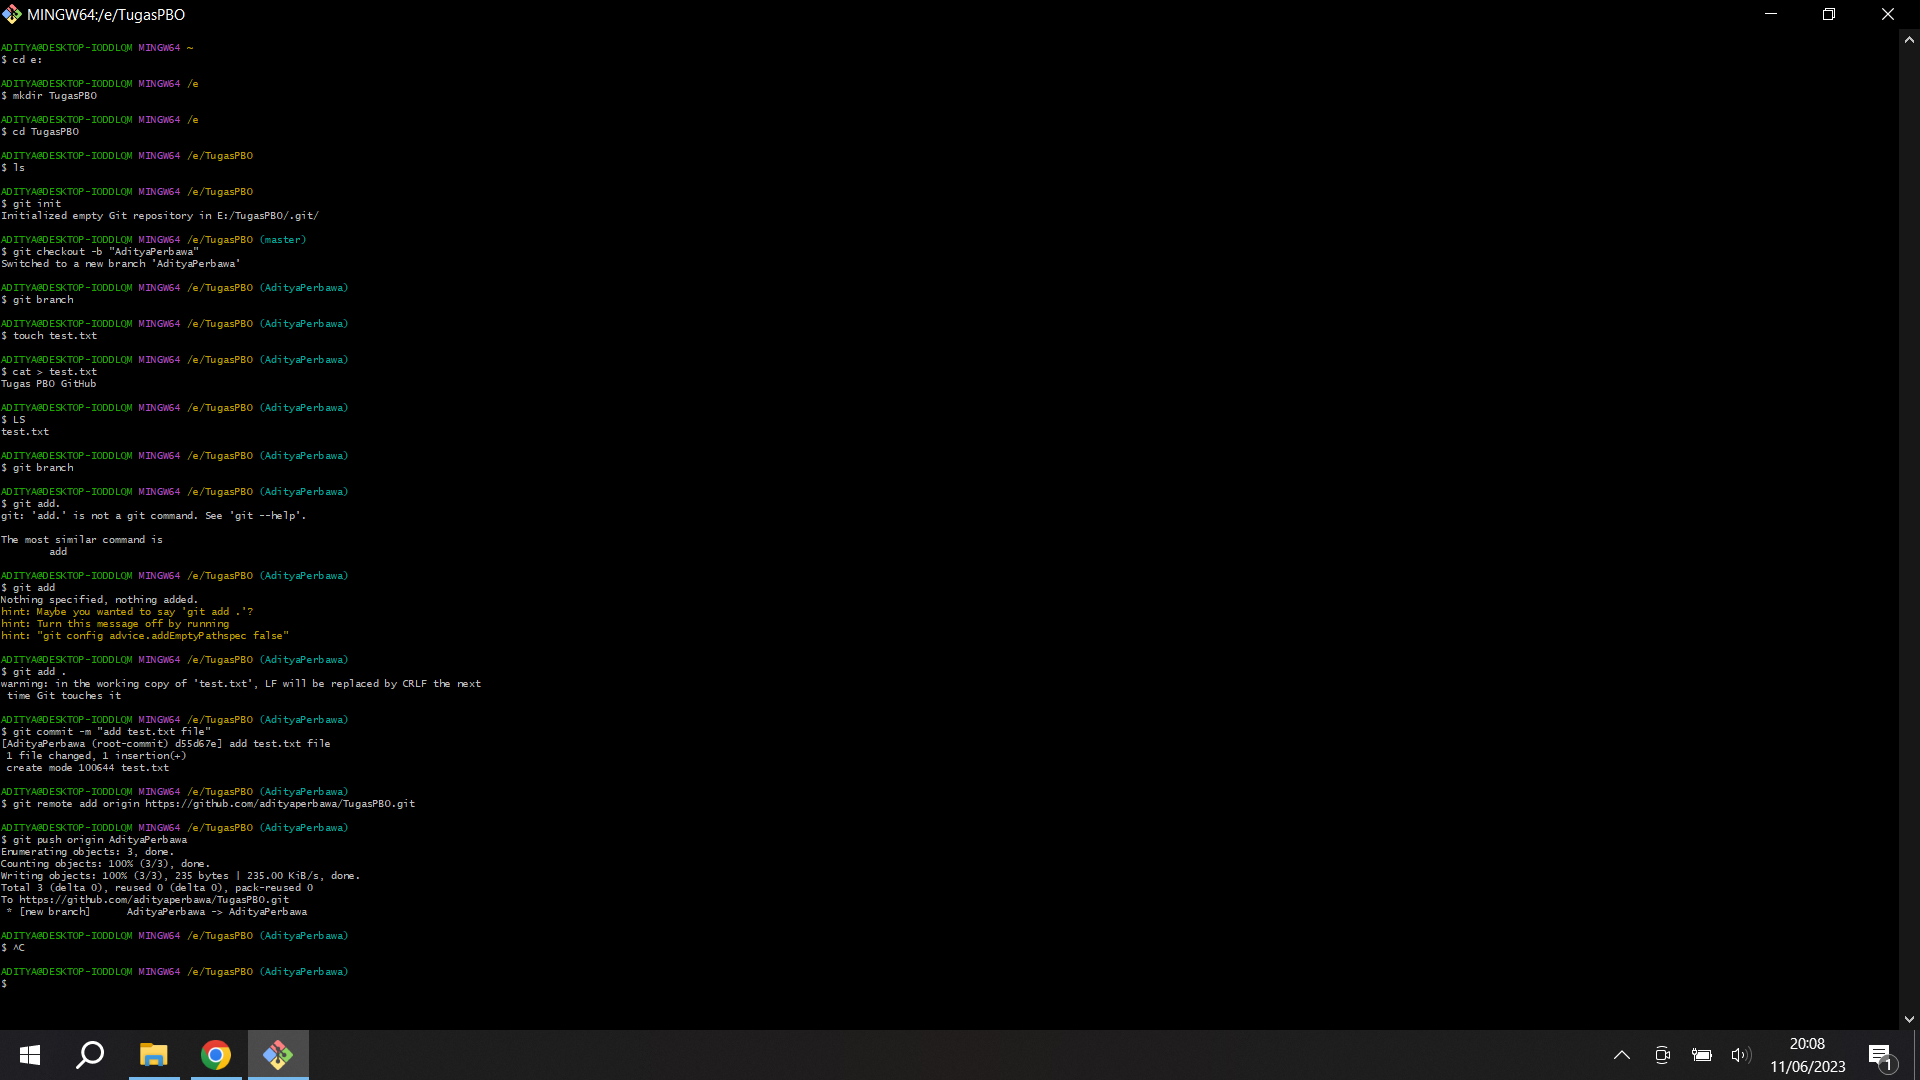 MINGW64:/e/TugasPBO
ADITYA@DESKTOP-IODDLQM MINGW64 ~
$ cd e:
ADITYA@DESKTOP-IODDLQM MINGW64 /e
$ mkdir TugasPBO
ADITYA@DESKTOP-IODDLQM MINGW64 /e
$ cd TugasPBO
ADITYA@DESKTOP-IODDLQM MINGW64 /e/TugasPBO
$ ls
ADITYA@DESKTOP-IODDLQM MINGW64 /e/TugasPBO
$ git init
Initialized empty Git repository in E:/TugasPBO/.git/
ADITYA@DESKTOP-IODDLQM MINGW64 /e/TugasPBO (master)
$ git checkout -b "AdityaPerbawa"
Switched to a new branch 'AdityaPerbawa'
ADITYA@DESKTOP-IODDLQM MINGW64 /e/TugasPBO (AdityaPerbawa)
$ git branch
ADITYA@DESKTOP-IODDLQM MINGW64 /e/TugasPBO (AdityaPerbawa)
$ touch test.txt
ADITYA@DESKTOP-IODDLQM MINGW64 /e/TugasPBO (AdityaPerbawa)
$ cat > test.txt
Tugas PBO GitHub
ADITYA@DESKTOP-IODDLQM MINGW64 /e/TugasPBO (AdityaPerbawa)
$ LS
test.txt
ADITYA@DESKTOP-IODDLQM MINGW64 /e/TugasPBO (AdityaPerbawa)
$ git branch
ADITYA@DESKTOP-IODDLQM MINGW64 /e/TugasPBO (AdityaPerbawa)
$ git add.
git: 'add.' is not a git command. See 'git --help'.
The most similar command is
add
ADITYA@DESKTOP-IODDLQM MINGW64 /e/TugasPBO (AdityaPerbawa)
$ git add
Nothing specified, nothing added.
hint: Maybe you wanted to say 'git add .'?
hint: Turn this message off by running
hint: "git config advice.addEmptyPathspec false"
ADITYA@DESKTOP-IODDLQM MINGW64 /e/TugasPBO (AdityaPerbawa)
$ git add .
warning: in the working copy of 'test.txt', LF will be replaced by CRLF the next
time Git touches it
ADITYA@DESKTOP-IODDLQM MINGW64 /e/TugasPBO (AdityaPerbawa)
$ git commit -m "add test.txt file"
[AdityaPerbawa (root-commit) d55d67e] add test.txt file
1 file changed, 1 insertion(+)
create mode 100644 test.txt
ADITYA@DESKTOP-IODDLQM MINGW64 /e/TugasPBO (AdityaPerbawa)
$ git remote add origin https://github.com/adityaperbawa/TugasPBO.git
ADITYA@DESKTOP-IODDLQM MINGW64 /e/TugasPBO (AdityaPerbawa)
$ git push origin AdityaPerbawa
Enumerating objects: 3, done.
Counting objects: 100% (3/3), done.
Writing objects: 100% (3/3), 235 bytes | 235.00 KiB/s, done.
Total 3 (delta 0), reused 0 (delta 0), pack-reused 0
To https://github.com/adityaperbawa/TugasPBO.git
* [new branch]      AdityaPerbawa -> AdityaPerbawa
ADITYA@DESKTOP-IODDLQM MINGW64 /e/TugasPBO (AdityaPerbawa)
$ ^C
ADITYA@DESKTOP-IODDLQM MINGW64 /e/TugasPBO (AdityaPerbawa)
$
20:08
11/06/2023
1